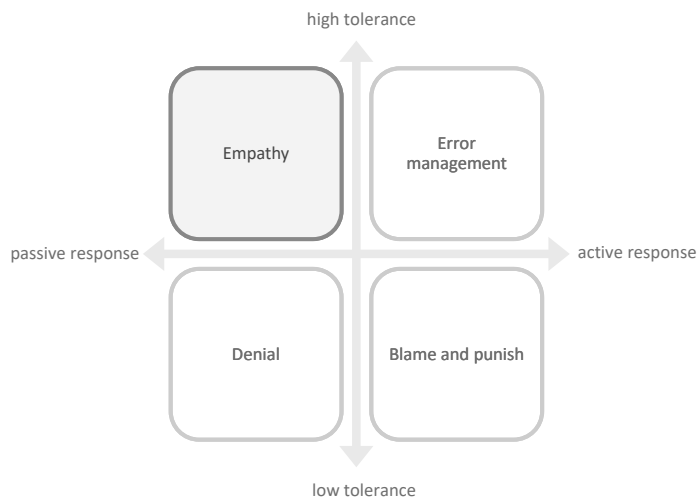 high tolerance
Empathy
Error
management
passive response
active response
Denial
Blame and punish
low tolerance